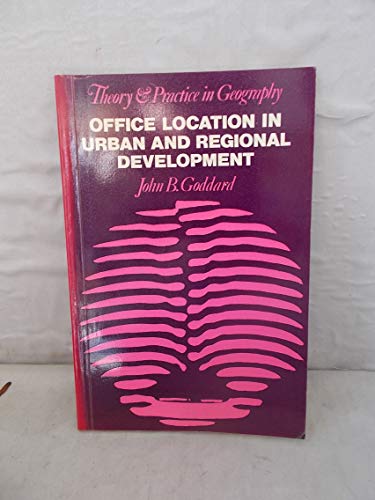 Theory & Practice in Geography
OFFICE LOCATION IN
URBAN AND REGIONAL
DEVELOPMENT
John B. Goddard